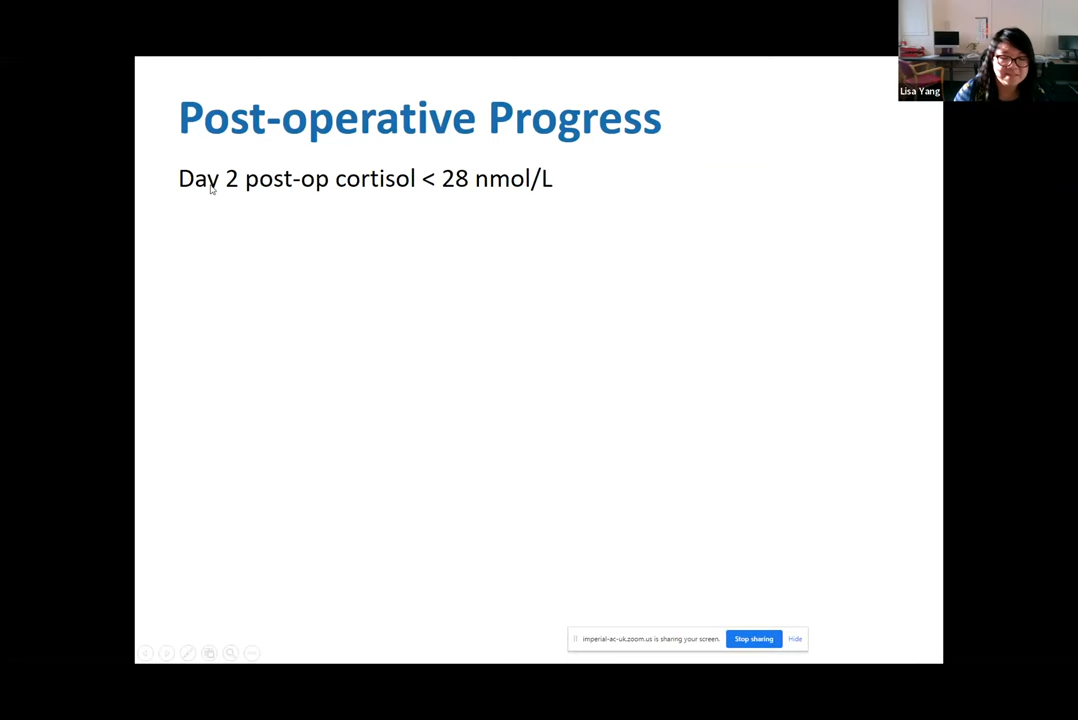 Lisa Yang
Post-operative Progress
Day 2 post-op cortisol < 28 nmol/L
imperial-ac-uk.zoom.us is sharing your screen.
Stop sharing
Hide